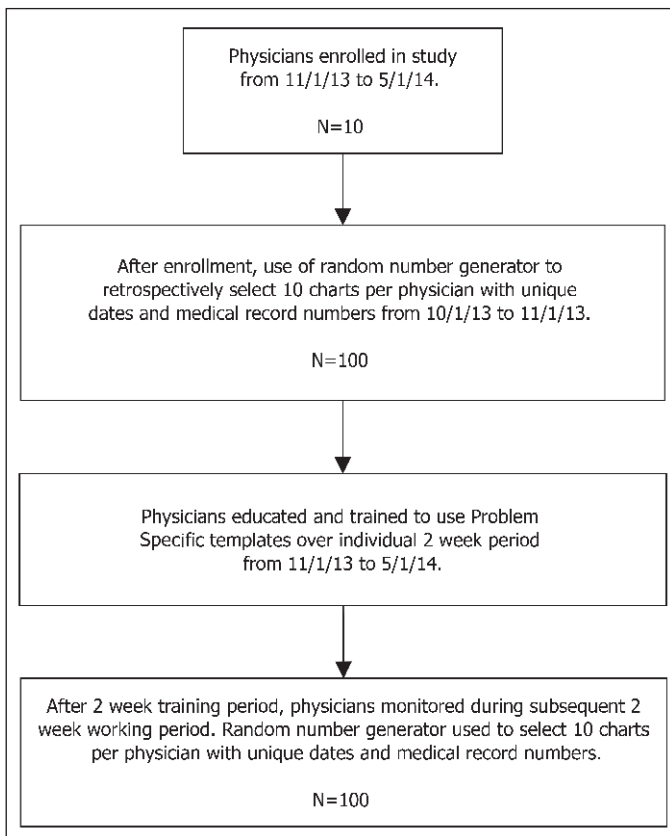 Physicians enrolled in study
from 11/1/13 to 5/1/14.
N=10
After enrollment, use of random number generator to
retrospectively select 10 charts per physician with unique
dates and medical record numbers from 10/1/13 to 11/1/13.
N=100
Physicians educated and trained to use Problem
Specific templates over individual 2 week period
from 11/1/13 to 5/1/14.
After 2 week training period, physicians monitored during subsequent 2
week working period. Random number generator used to select 10 charts
per physician with unique dates and medical record numbers.
N=100